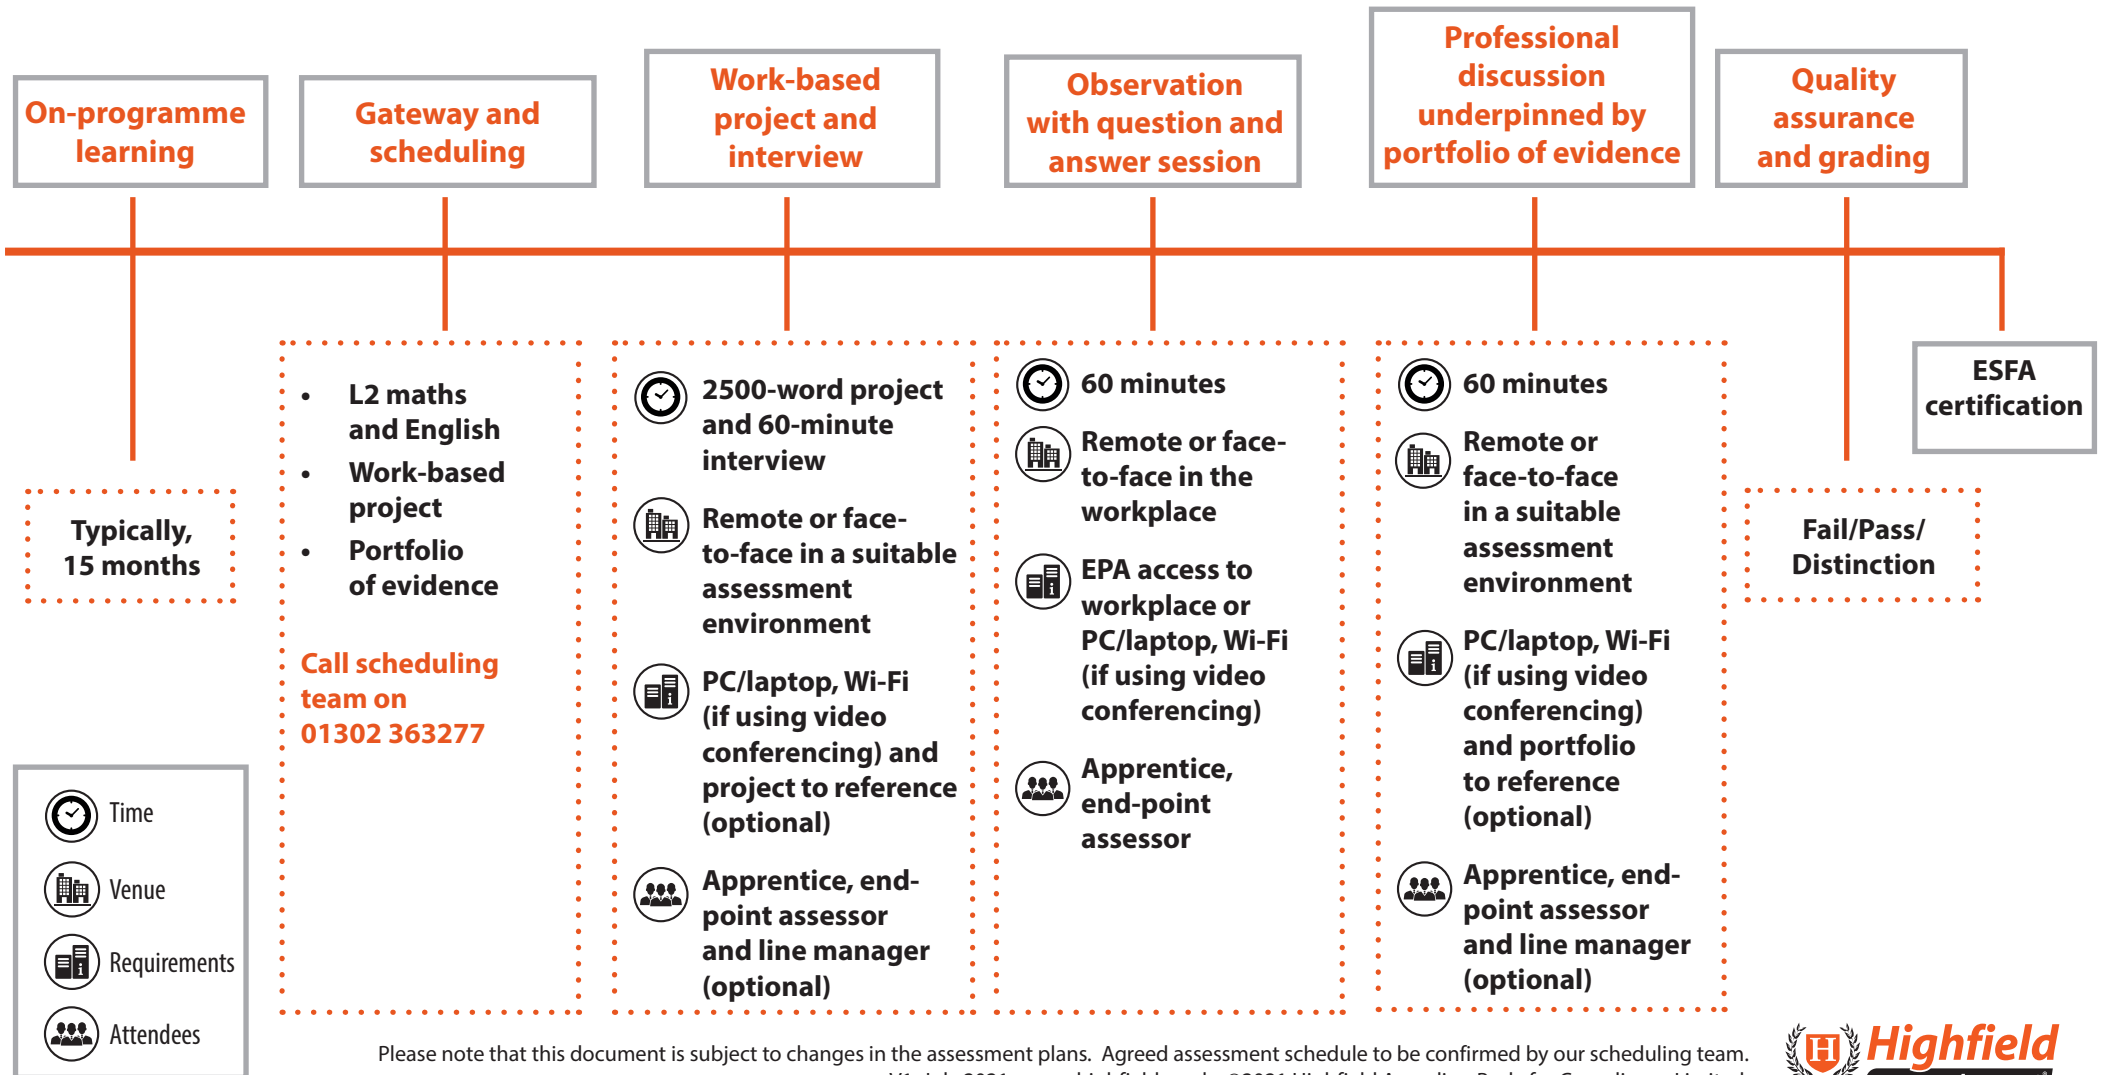 On-programme
learning
Gateway and
scheduling
Work-based
project and
interview
Observation
with question and
answer session
Professional
discussion
underpinned by
portfolio of evidence
Quality
assurance
and grading
Typically,
15 months
• L2 maths
and English
• Work-based
project
• Portfolio
of evidence
Call scheduling
team on
01302 363277
2500-word project
and 60-minute
interview
Remote or face-
to-face in a suitable
assessment
environment
PC/laptop, Wi-Fi
(if using video
conferencing) and
project to reference
(optional)
Apprentice, end-
point assessor
and line manager
(optional)
60 minutes
Remote or face-
to-face in the
workplace
EPA access to
workplace or
PC/laptop, Wi-Fi
(if using video
conferencing)
Apprentice,
end-point
assessor
60 minutes
Remote or
face-to-face
in a suitable
assessment
environment
PC/laptop, Wi-Fi
(if using video
conferencing)
and portfolio
to reference
(optional)
Apprentice, end-
point assessor
and line manager
(optional)
Fail/Pass/
Distinction
ESFA
certification
Time
Venue
Requirements
Attendees
Please note that this document is subject to changes in the assessment plans. Agreed assessment schedule to be confirmed by our scheduling team.
H
Highfield